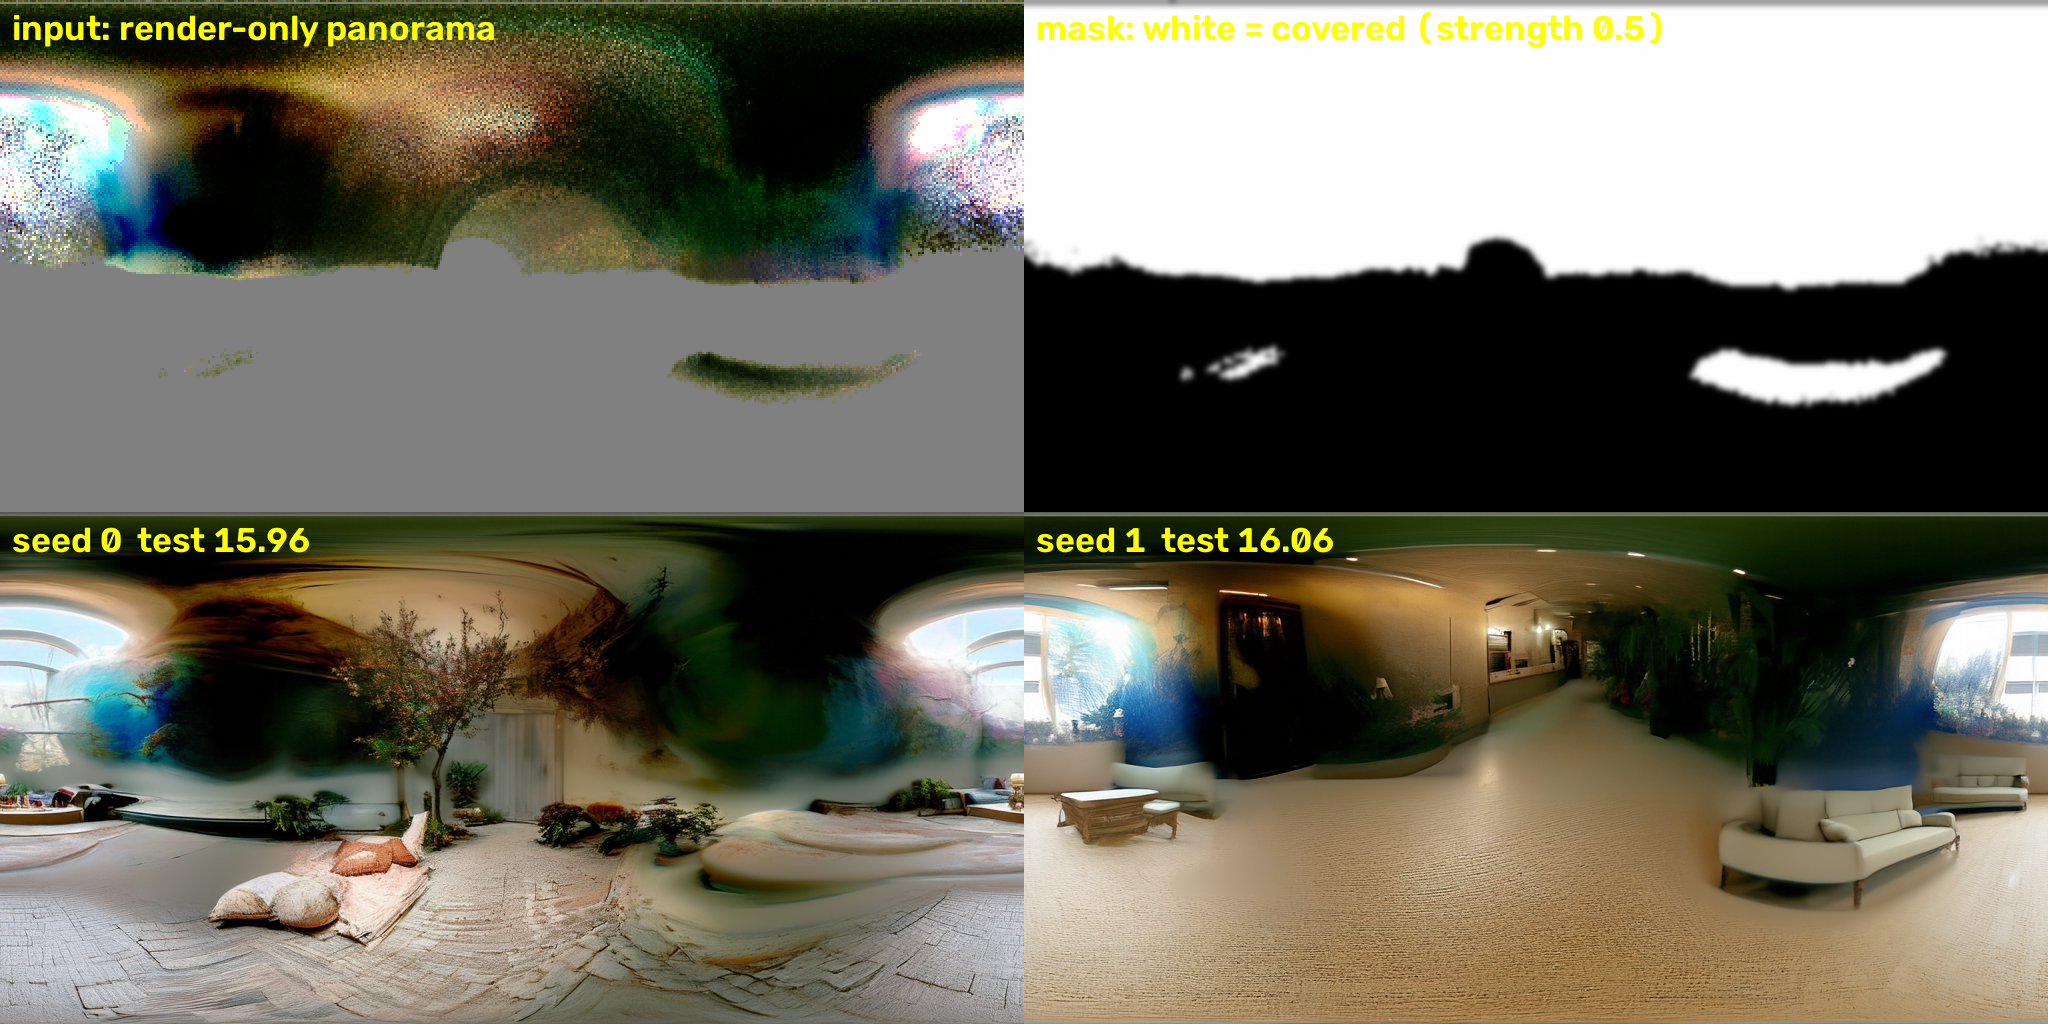 input: render-only panorama
mask: white = covered (strength 0.5)
seed 0 test 15.96
seed 1 test 16.06